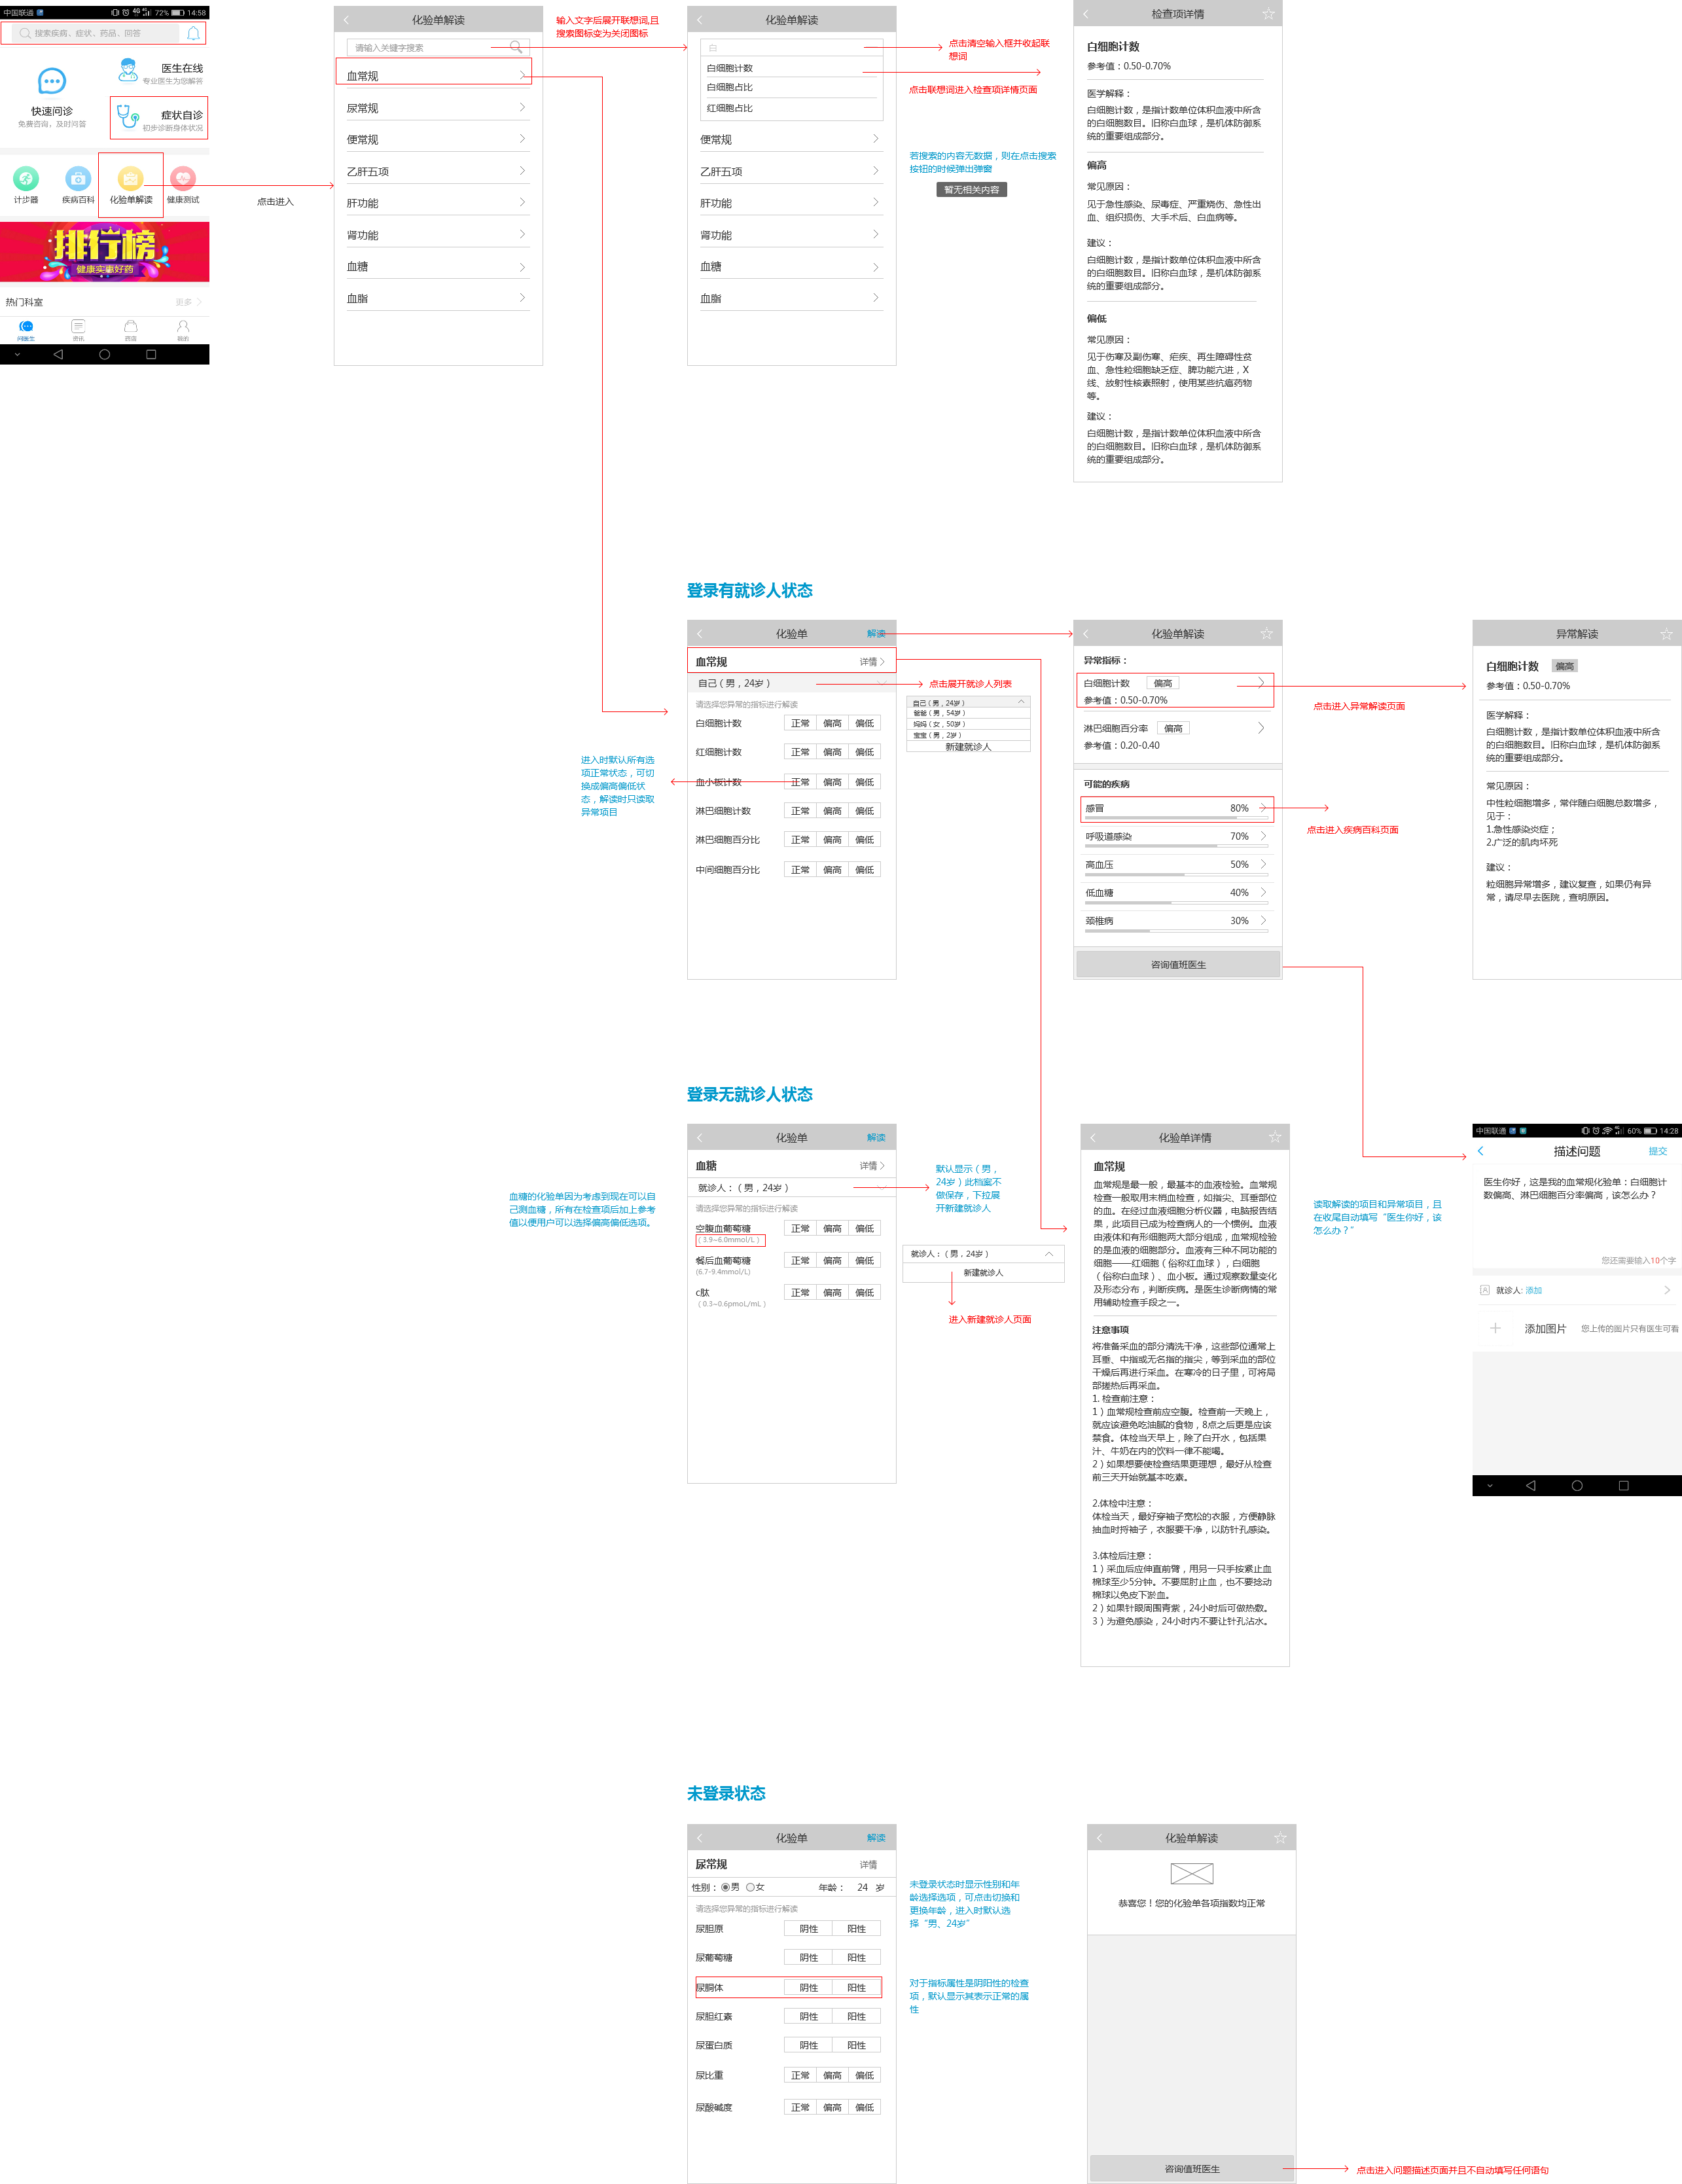 中国联通
72%
14:58
搜索疾病、症状、药品、回答
快速问诊
免费咨询，及时问答
医生在线
专业医生为您解答
症状自诊
初步诊断身体状况
计步器
疾病百科
化验单解读
健康测试
排行榜
健康实惠好药
热门科室
更多
问医生
资讯
我的
点击进入
化验单解读
请输入关键字搜索
血常规
尿常规
便常规
乙肝五项
肝功能
肾功能
血糖
血脂
输入文字后展开联想词,且
搜索图标变为关闭图标
化验单解读
白
白细胞计数
白细胞占比
红细胞占比
便常规
乙肝五项
肝功能
肾功能
血糖
血脂
点击清空输入框并收起联
想词
点击联想词进入检查项详情页面
若搜索的内容无数据，则在点击搜索
按钮的时候弹出弹窗
暂无相关内容
检查项详情
白细胞计数
参考值：0.50-0.70%
医学解释：
白细胞计数，是指计数单位体积血液中所含
的白细胞数目。旧称白血球，是机体防御系
统的重要组成部分。
偏高
常见原因：
见于急性感染、尿毒症、严重烧伤、急性出
血、组织损伤、大手术后、白血病等。
建议：
白细胞计数，是指计数单位体积血液中所含
的白细胞数目。旧称白血球，是机体防御系
统的重要组成部分。
偏低
常见原因：
见于伤寒及副伤寒、疟疾、再生障碍性贫
血、急性粒细胞缺乏症、脾功能亢进，X
线、放射性核素照射，使用某些抗癌药物
等。
建议：
白细胞计数，是指计数单位体积血液中所含
的白细胞数目。旧称白血球，是机体防御系
统的重要组成部分。
登录有就诊人状态
化验单
解读
血常规
详情
自己（男，24岁）
请选择您异常的指标进行解读
白细胞计数 正常 偏高 偏低
红细胞计数 正常 偏高 偏低
血小板计数 正常 偏高 偏低
淋巴细胞计数 正常 偏高 偏低
淋巴细胞百分比 正常 偏高 偏低
中间细胞百分比 正常 偏高 偏低
进入时默认所有选
项正常状态，可切
换成偏高偏低状
态，解读时只读取
异常项目
点击展开就诊人列表
自己（男，24岁）
爸爸（男，54岁）
妈妈（女，50岁）
宝宝（男，2岁）
新建就诊人
化验单解读
异常指标：
白细胞计数 偏高
参考值：0.50-0.70%
淋巴细胞百分率 偏高
参考值：0.20-0.40
可能的疾病
感冒 80%
呼吸道感染 70%
高血压 50%
低血糖 40%
颈椎病 30%
咨询值班医生
点击进入异常解读页面
点击进入疾病百科页面
异常解读
白细胞计数 偏高
参考值：0.50-0.70%
医学解释：
白细胞计数，是指计数单位体积血液中所含
的白细胞数目。旧称白血球，是机体防御系
统的重要组成部分。
常见原因：
中性粒细胞增多，常伴随白细胞总数增多，
见于：
1.急性感染炎症；
2.广泛的肌肉坏死
建议：
粒细胞异常增多，建议复查，如果仍有异
常，请尽早去医院，查明原因。
登录无就诊人状态
血糖的化验单因为考虑到现在可以自
己测血糖，所有在检查项后加上参考
值以便用户可以选择偏高偏低选项。
化验单
解读
血糖
详情
就诊人：（男，24岁）
请选择您异常的指标进行解读
空腹血葡萄糖 正常 偏高 偏低
（3.9~6.0mmol/L）
餐后血葡萄糖 正常 偏高 偏低
(6.7-9.4mmol/L)
c肽 正常 偏高 偏低
（0.3~0.6pmoL/mL）
默认显示（男，
24岁）此档案不
做保存，下拉展
开新建就诊人
就诊人：（男，24岁）
新建就诊人
进入新建就诊人页面
化验单详情
血常规
血常规是最一般，最基本的血液检验。血常规
检查一般取用末梢血检查，如指尖、耳垂部位
的血。在经过血液细胞分析仪器，电脑报告结
果，此项目已成为检查病人的一个惯例。血液
由液体和有形细胞两大部分组成，血常规检验
的是血液的细胞部分。血液有三种不同功能的
细胞——红细胞（俗称红血球），白细胞
（俗称白血球）、血小板。通过观察数量变化
及形态分布，判断疾病。是医生诊断病情的常
用辅助检查手段之一。
注意事项
将准备采血的部分清洗干净，这些部位通常上
耳垂、中指或无名指的指尖，等到采血的部位
干燥后再进行采血。在寒冷的日子里，可将局
部搓热后再采血。
1. 检查前注意：
1）血常规检查前应空腹。检查前一天晚上，
就应该避免吃油腻的食物，8点之后更是应该
禁食。体检当天早上，除了白开水，包括果
汁、牛奶在内的饮料一律不能喝。
2）如果想要使检查结果更理想，最好从检查
前三天开始就基本吃素。
2.体检中注意：
体检当天，最好穿袖子宽松的衣服，方便静脉
抽血时捋袖子，衣服要干净，以防针孔感染。
3.体检后注意：
1）采血后应伸直前臂，用另一只手按紧止血
棉球至少5分钟。不要屈肘止血，也不要捻动
棉球以免皮下淤血。
2）如果针眼周围青紫，24小时后可做热敷。
3）为避免感染，24小时内不要让针孔沾水。
读取解读的项目和异常项目，且
在收尾自动填写“医生你好，该
怎么办？”
中国联通
60%
14:28
描述问题
提交
医生你好，这是我的血常规化验单：白细胞计
数偏高、淋巴细胞百分率偏高，该怎么办？
您还需要输入10个字
就诊人: 添加
添加图片
您上传的图片只有医生可看
未登录状态
化验单
解读
尿常规
详情
性别： 男 女 年龄： 24 岁
请选择您异常的指标进行解读
尿胆原 阴性 阳性
尿葡萄糖 阴性 阳性
尿酮体 阴性 阳性
尿胆红素 阴性 阳性
尿蛋白质 阴性 阳性
尿比重 正常 偏高 偏低
尿酸碱度 正常 偏高 偏低
未登录状态时显示性别和年
龄选择选项，可点击切换和
更换年龄，进入时默认选
择“男、24岁”
对于指标属性是阴阳性的检查
项，默认显示其表示正常的属
性
化验单解读
恭喜您！您的化验单各项指数均正常
咨询值班医生
点击进入问题描述页面并且不自动填写任何语句